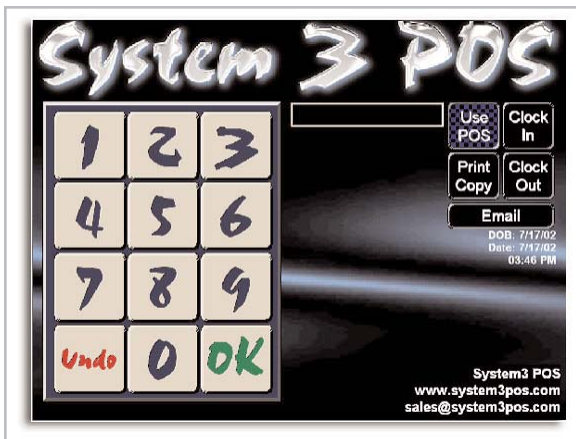 System 3 POS
1 2 3
4 5 6
7 8 9
Undo 0 OK
Use POS
Clock In
Print Copy
Clock Out
Email
DOB: 7/17/02
Date: 7/17/02
03:46 PM
System3 POS
www.system3pos.com
sales@system3pos.com